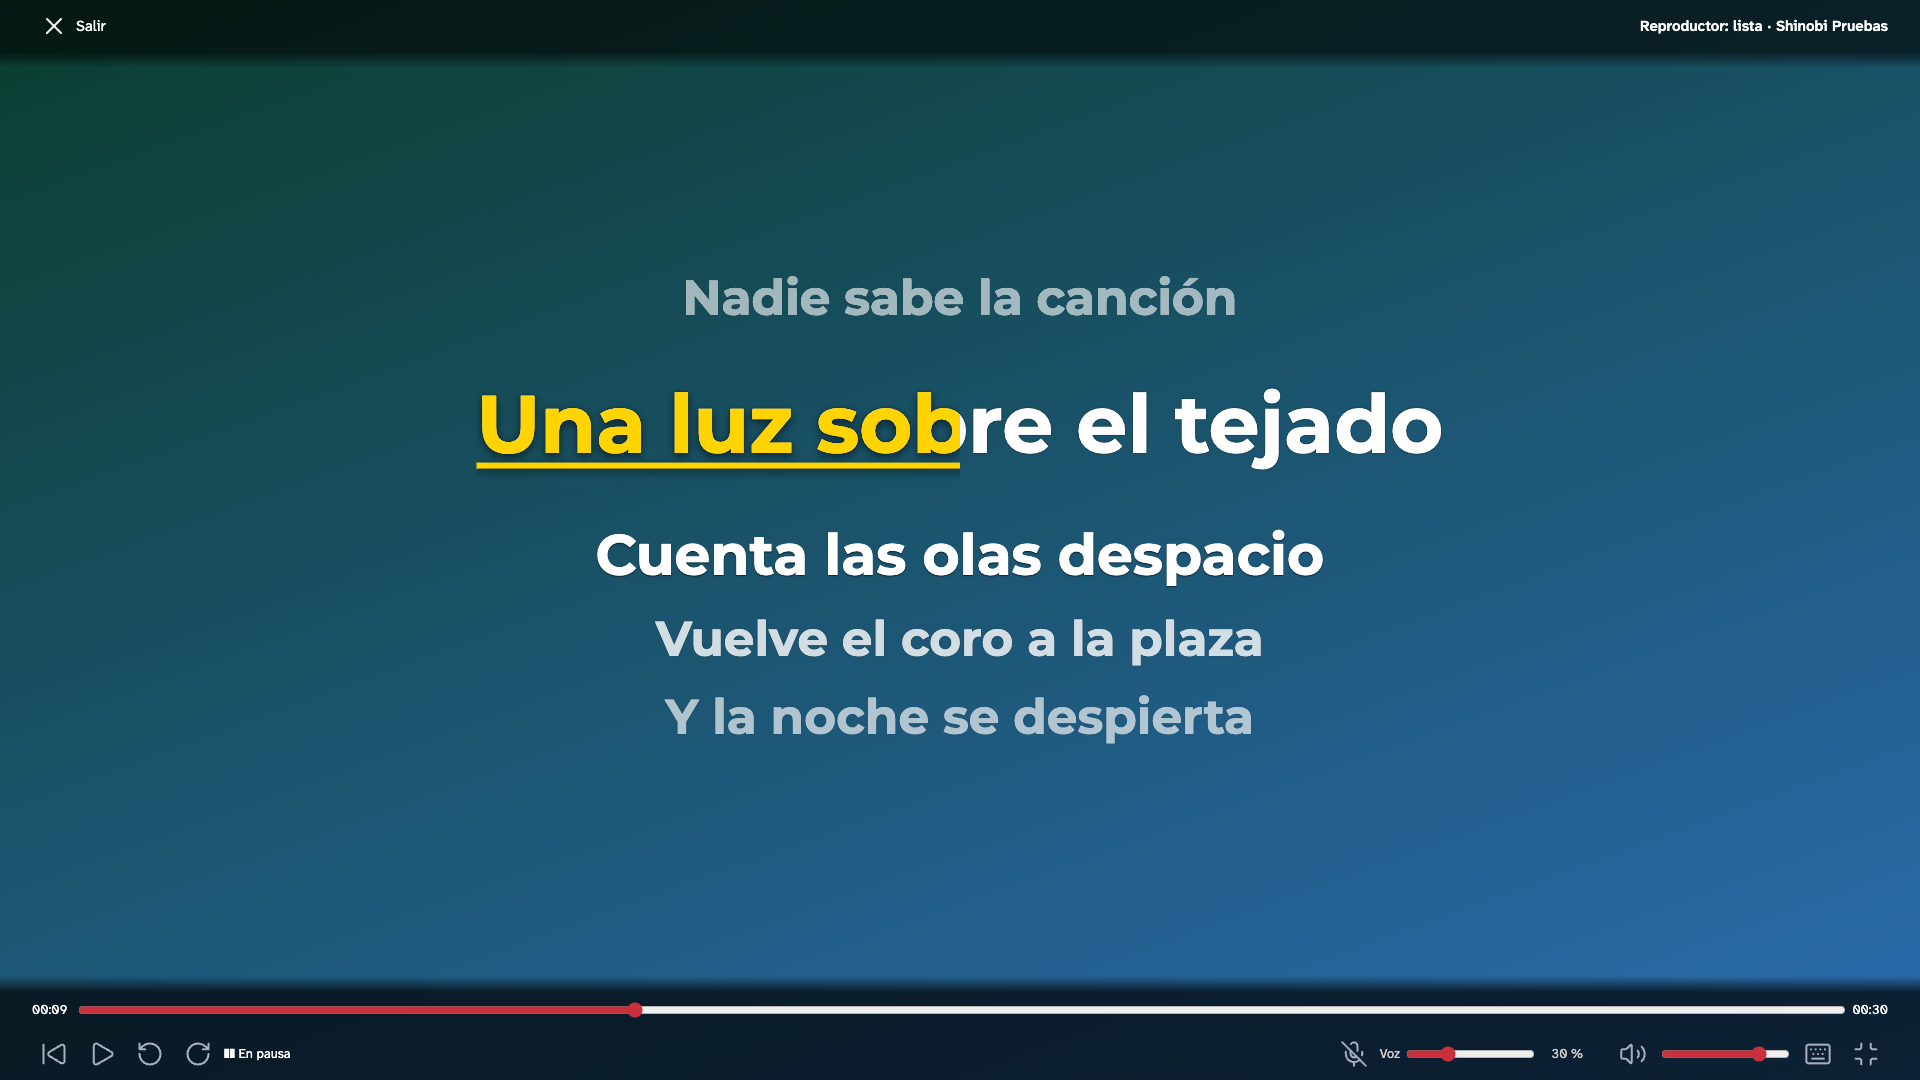 Salir
Reproductor: lista · Shinobi Pruebas
Nadie sabe la canción
Una luz sobre el tejado
Cuenta las olas despacio
Vuelve el coro a la plaza
Y la noche se despierta
00:09
00:30
En pausa
Voz
30 %